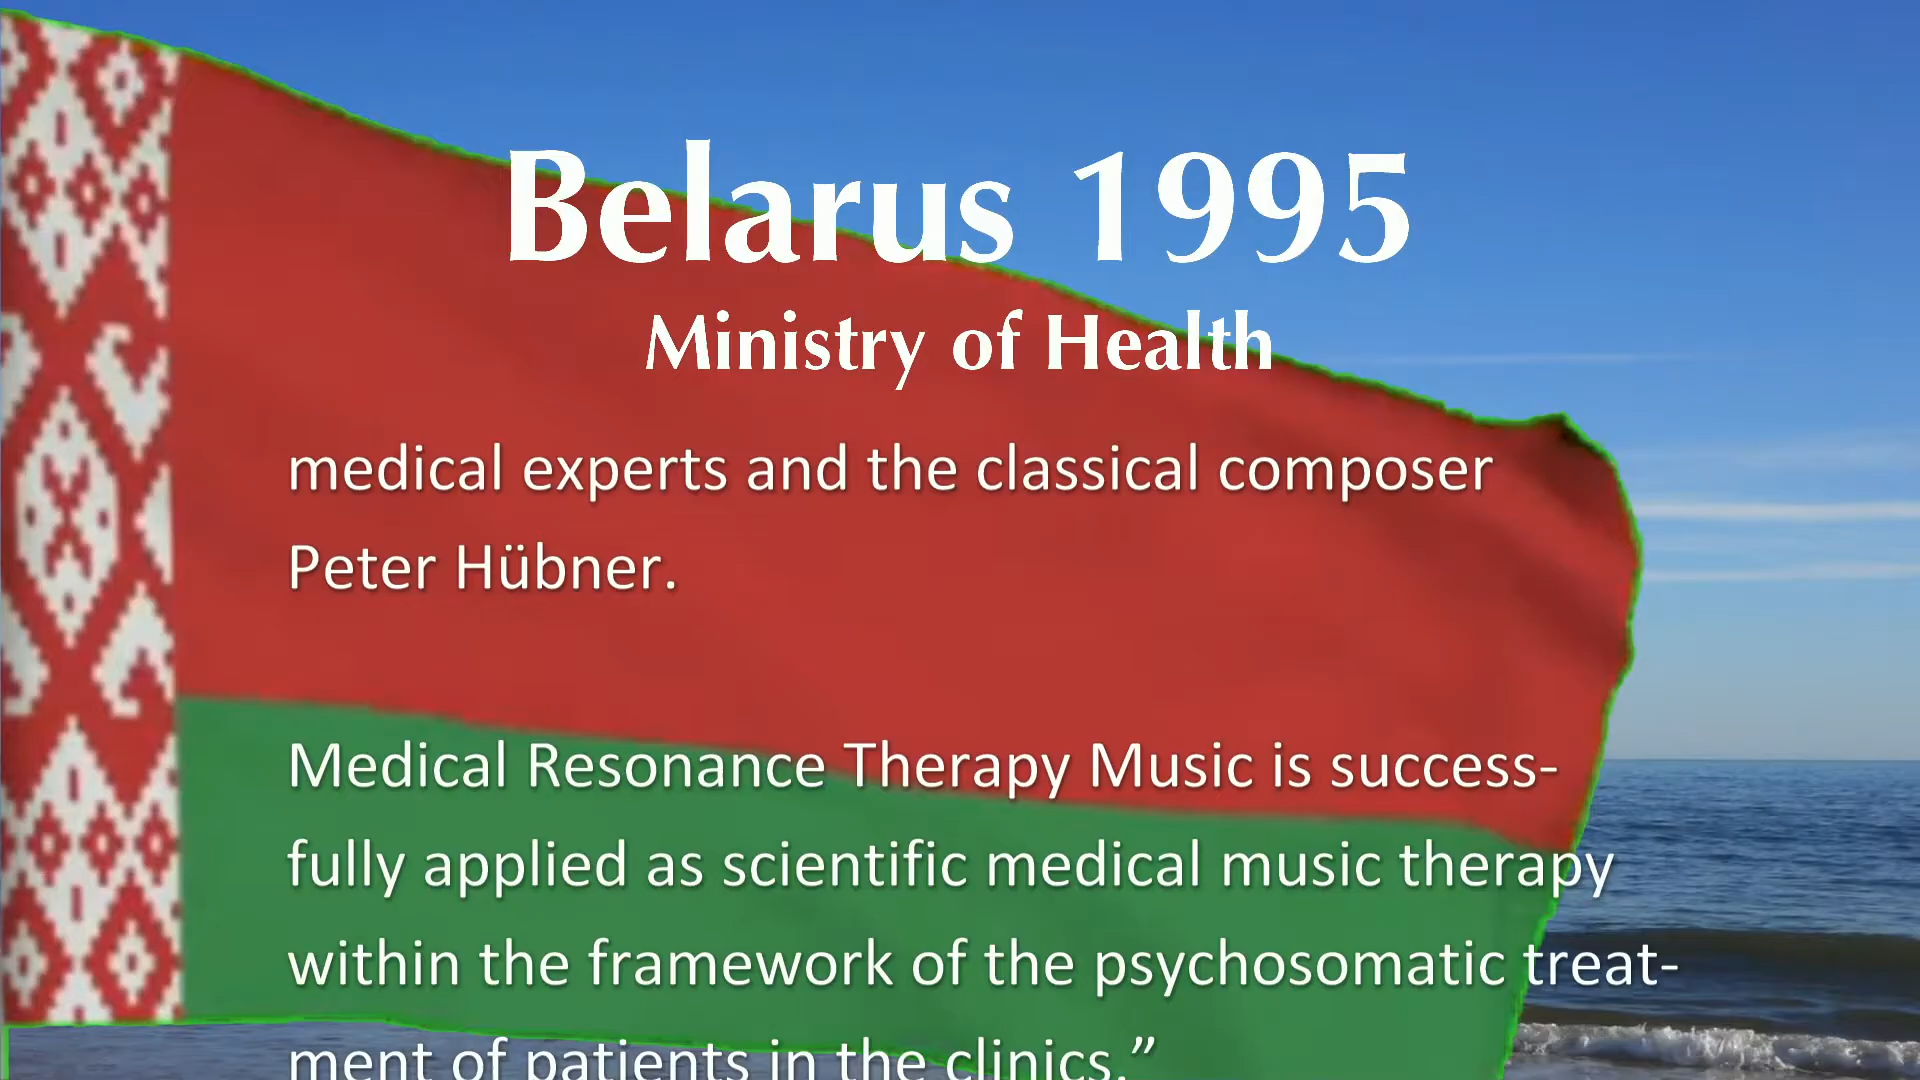 Belarus 1995
Ministry of Health
medical experts and the classical composer
Peter Hübner.
Medical Resonance Therapy Music is success-
fully applied as scientific medical music therapy
within the framework of the psychosomatic treat-
ment of patients in the clinics.”